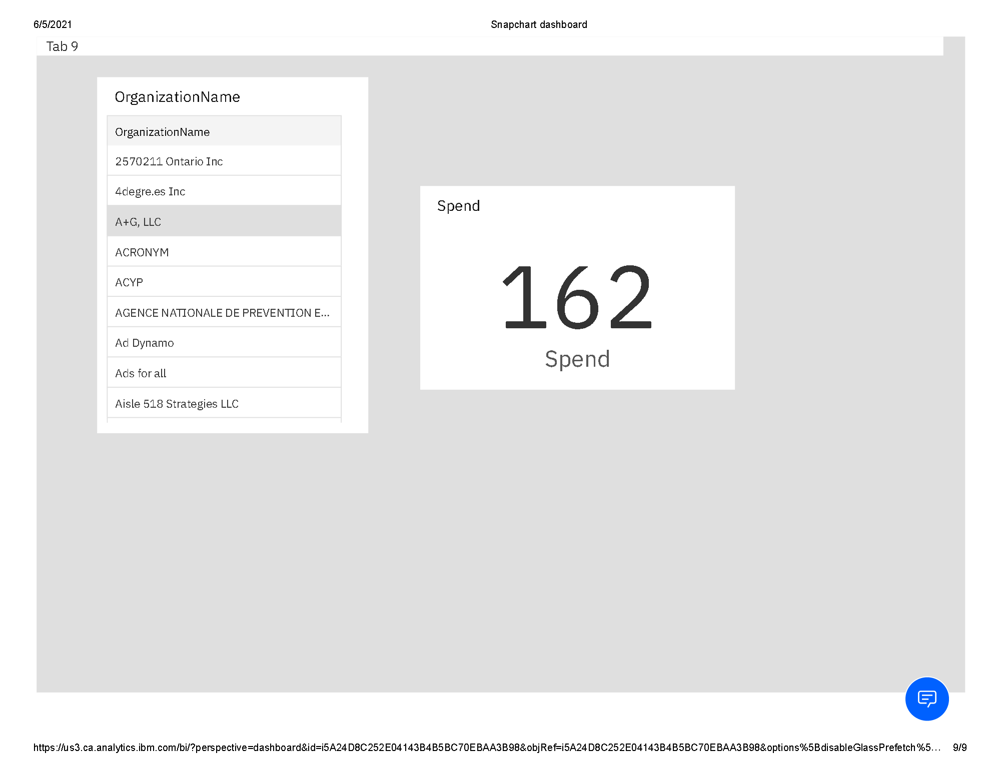 6/5/2021
Snapchart dashboard
Tab 9
OrganizationName
OrganizationName
2570211 Ontario Inc
4degre.es Inc
A+G, LLC
ACRONYM
ACYP
AGENCE NATIONALE DE PREVENTION E...
Ad Dynamo
Ads for all
Aisle 518 Strategies LLC
Spend
162
Spend
https://us3.ca.analytics.ibm.com/bi/?perspective=dashboard&id=i5A24D8C252E04143B4B5BC70EBAA3B98&objRef=i5A24D8C252E04143B4B5BC70EBAA3B98&options%5BdisableGlassPrefetch%5…
9/9